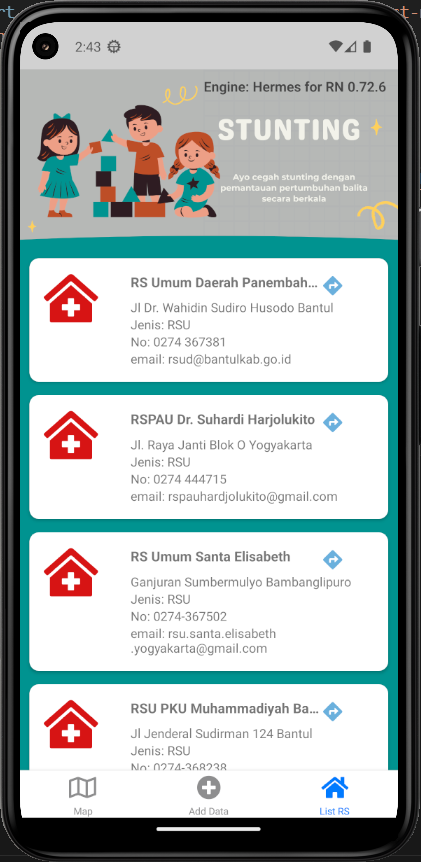 2:43
Engine: Hermes for RN 0.72.6
STUNTING
Ayo cegah stunting dengan
pemantauan pertumbuhan balita
secara berkala
RS Umum Daerah Panembah...
Jl Dr. Wahidin Sudiro Husodo Bantul
Jenis: RSU
No: 0274 367381
email: rsud@bantulkab.go.id
RSPAU Dr. Suhardi Harjolukito
Jl. Raya Janti Blok O Yogyakarta
Jenis: RSU
No: 0274 444715
email: rspauhardjolukito@gmail.com
RS Umum Santa Elisabeth
Ganjuran Sumbermulyo Bambanglipuro
Jenis: RSU
No: 0274-367502
email: rsu.santa.elisabeth
.yogyakarta@gmail.com
RSU PKU Muhammadiyah Ba...
Jl Jenderal Sudirman 124 Bantul
Jenis: RSU
No: 0274-368238
Map
Add Data
List RS